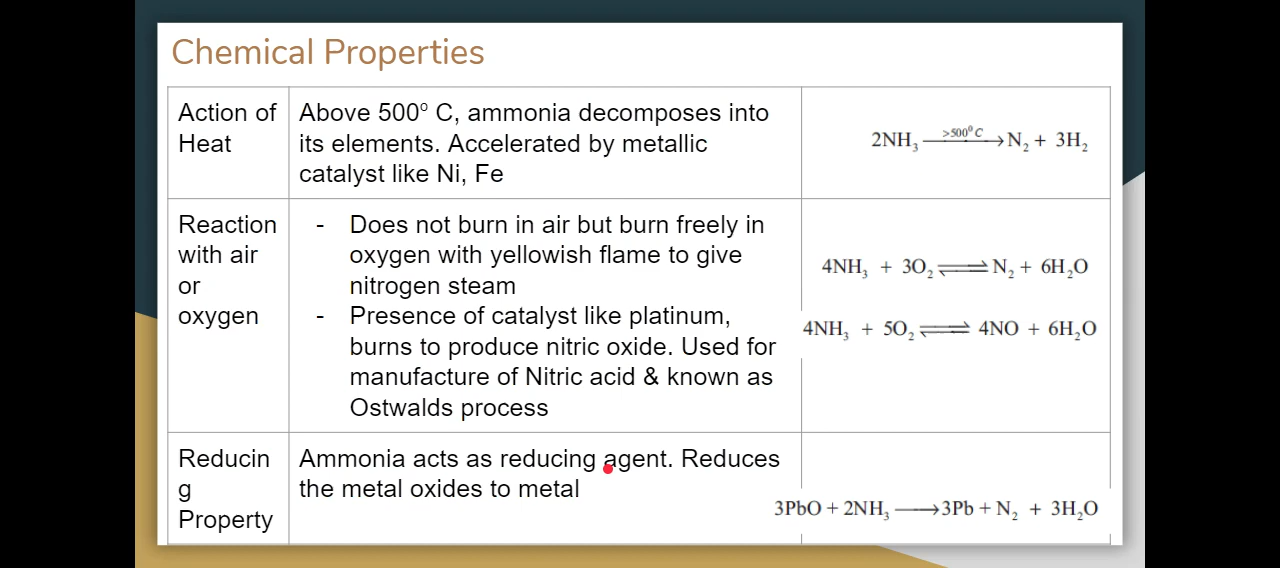 Chemical Properties
Action of
Heat
Above 500° C, ammonia decomposes into
its elements. Accelerated by metallic
catalyst like Ni, Fe
2NH₃ >500⁰ C → N₂ + 3H₂
Reaction
with air
or
oxygen
- Does not burn in air but burn freely in
oxygen with yellowish flame to give
nitrogen steam
- Presence of catalyst like platinum,
burns to produce nitric oxide. Used for
manufacture of Nitric acid & known as
Ostwalds process
4NH₃ + 3O₂ ⇌ N₂ + 6H₂O
4NH₃ + 5O₂ ⇌ 4NO + 6H₂O
Reducin
g
Property
Ammonia acts as reducing agent. Reduces
the metal oxides to metal
3PbO + 2NH₃ → 3Pb + N₂ + 3H₂O